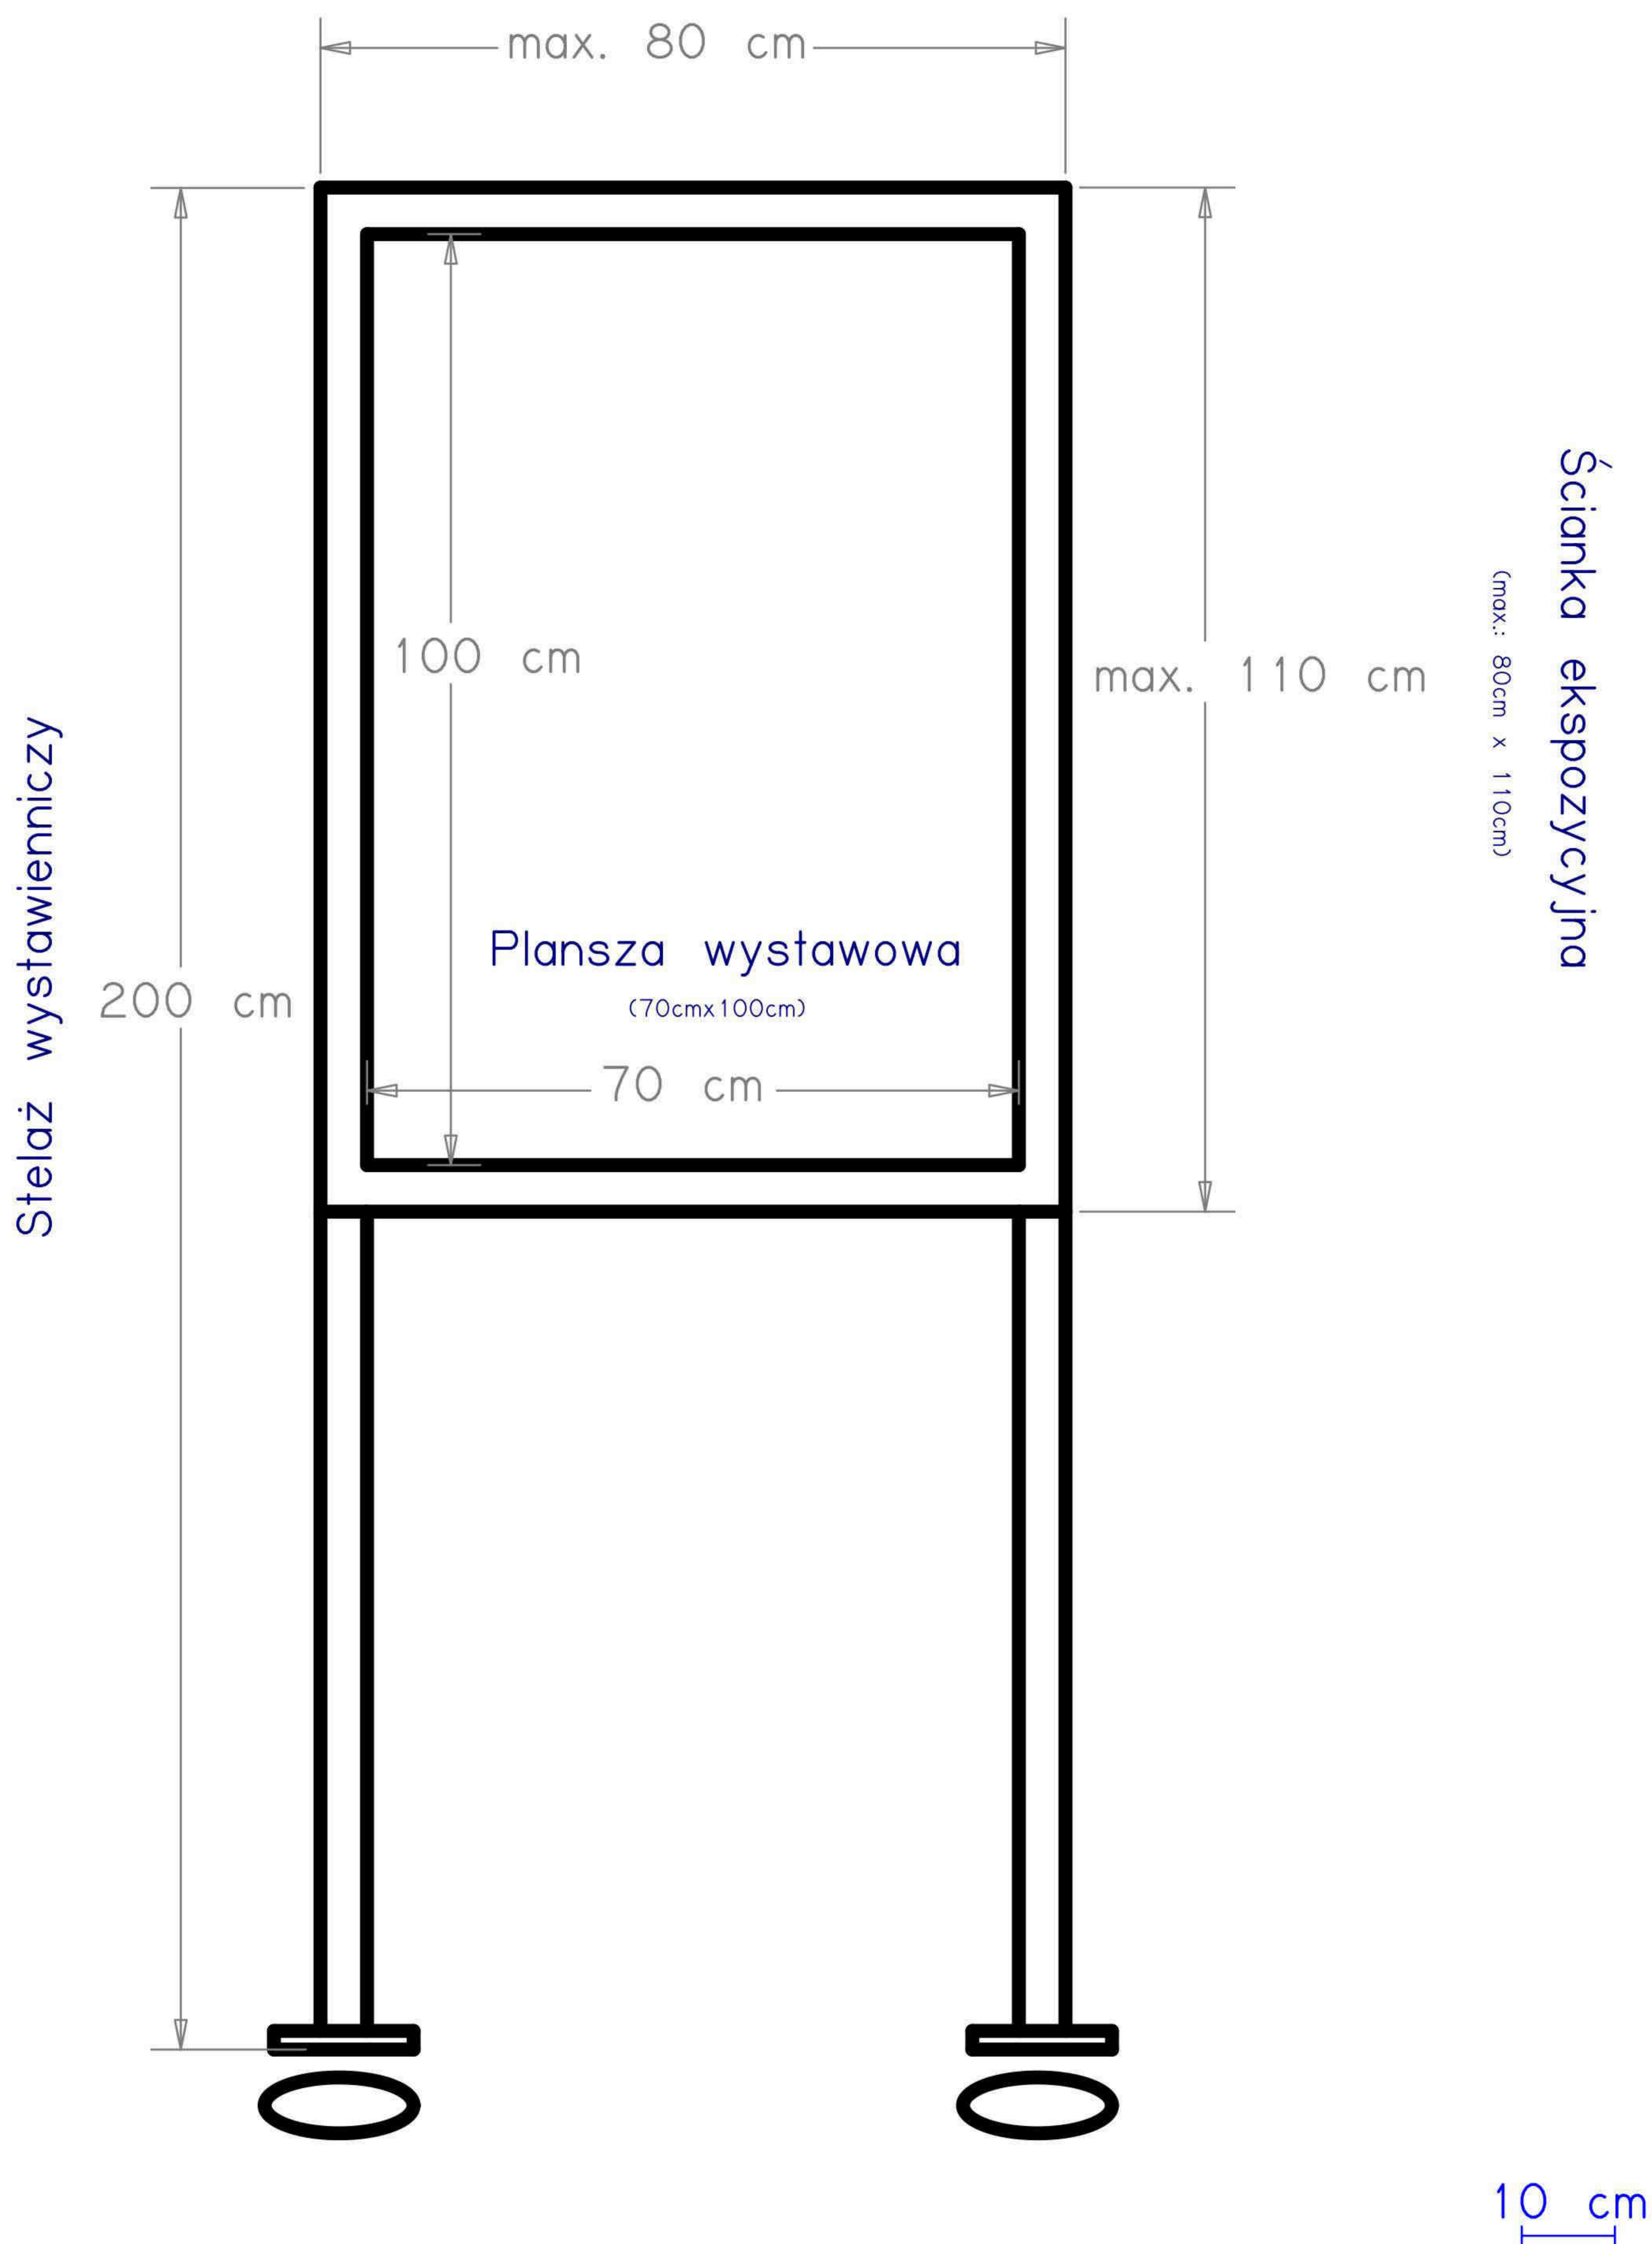 max. 80 cm
Ścianka ekspozycyjna
(max.: 80cm x 110cm)
100 cm
max. 110 cm
Stelaż wystawienniczy
200 cm
Plansza wystawowa
(70cmx100cm)
70 cm
10 cm